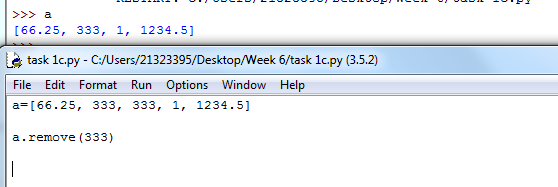 RESTART: C:/Users/21323395/Desktop/Week 6/task 1c.py
>>> a
[66.25, 333, 1, 1234.5]
>>>
task 1c.py - C:/Users/21323395/Desktop/Week 6/task 1c.py (3.5.2)
File Edit Format Run Options Window Help
a=[66.25, 333, 333, 1, 1234.5]
a.remove(333)